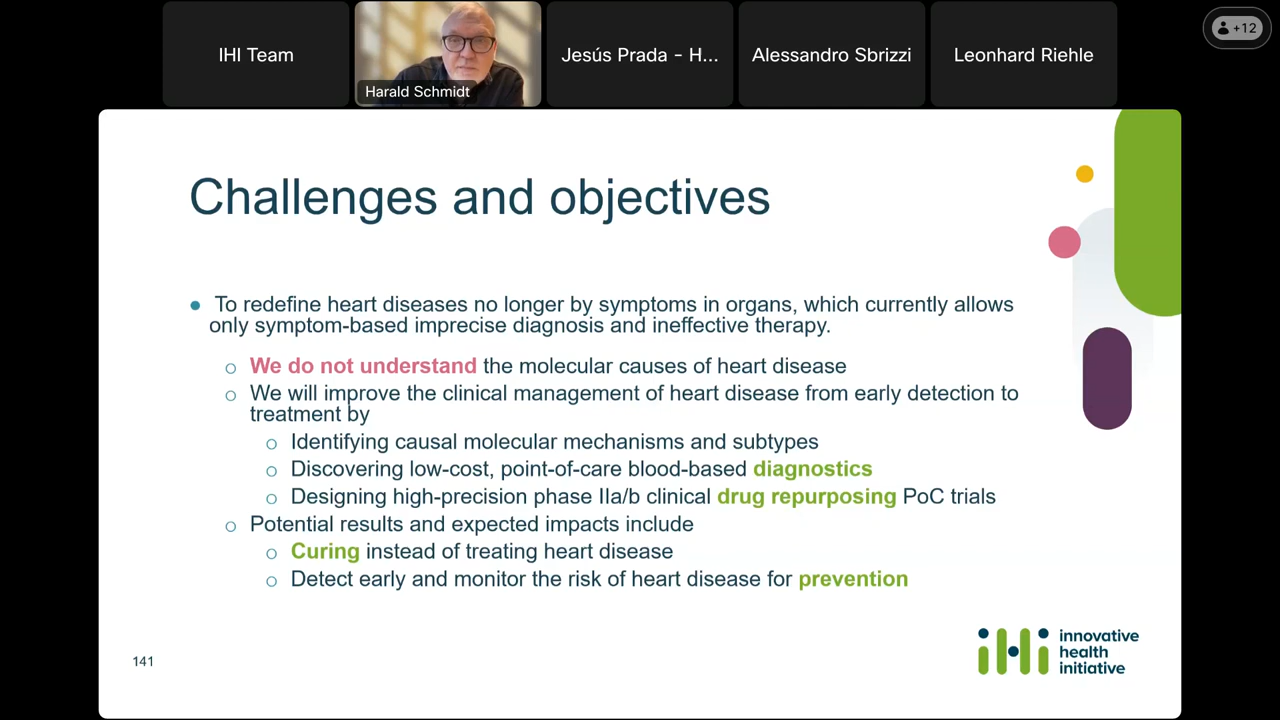 IHI Team
Harald Schmidt
Jesús Prada - H...
Alessandro Sbrizzi
Leonhard Riehle
+12
Challenges and objectives
To redefine heart diseases no longer by symptoms in organs, which currently allows
only symptom-based imprecise diagnosis and ineffective therapy.
We do not understand the molecular causes of heart disease
We will improve the clinical management of heart disease from early detection to
treatment by
Identifying causal molecular mechanisms and subtypes
Discovering low-cost, point-of-care blood-based diagnostics
Designing high-precision phase IIa/b clinical drug repurposing PoC trials
Potential results and expected impacts include
Curing instead of treating heart disease
Detect early and monitor the risk of heart disease for prevention
141
ihi
innovative
health
initiative